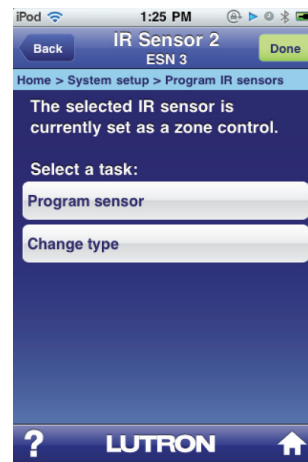 iPod 1:25 PM
Back IR Sensor 2 Done
ESN 3
Home > System setup > Program IR sensors
The selected IR sensor is
currently set as a zone control.
Select a task:
Program sensor
Change type
? LUTRON